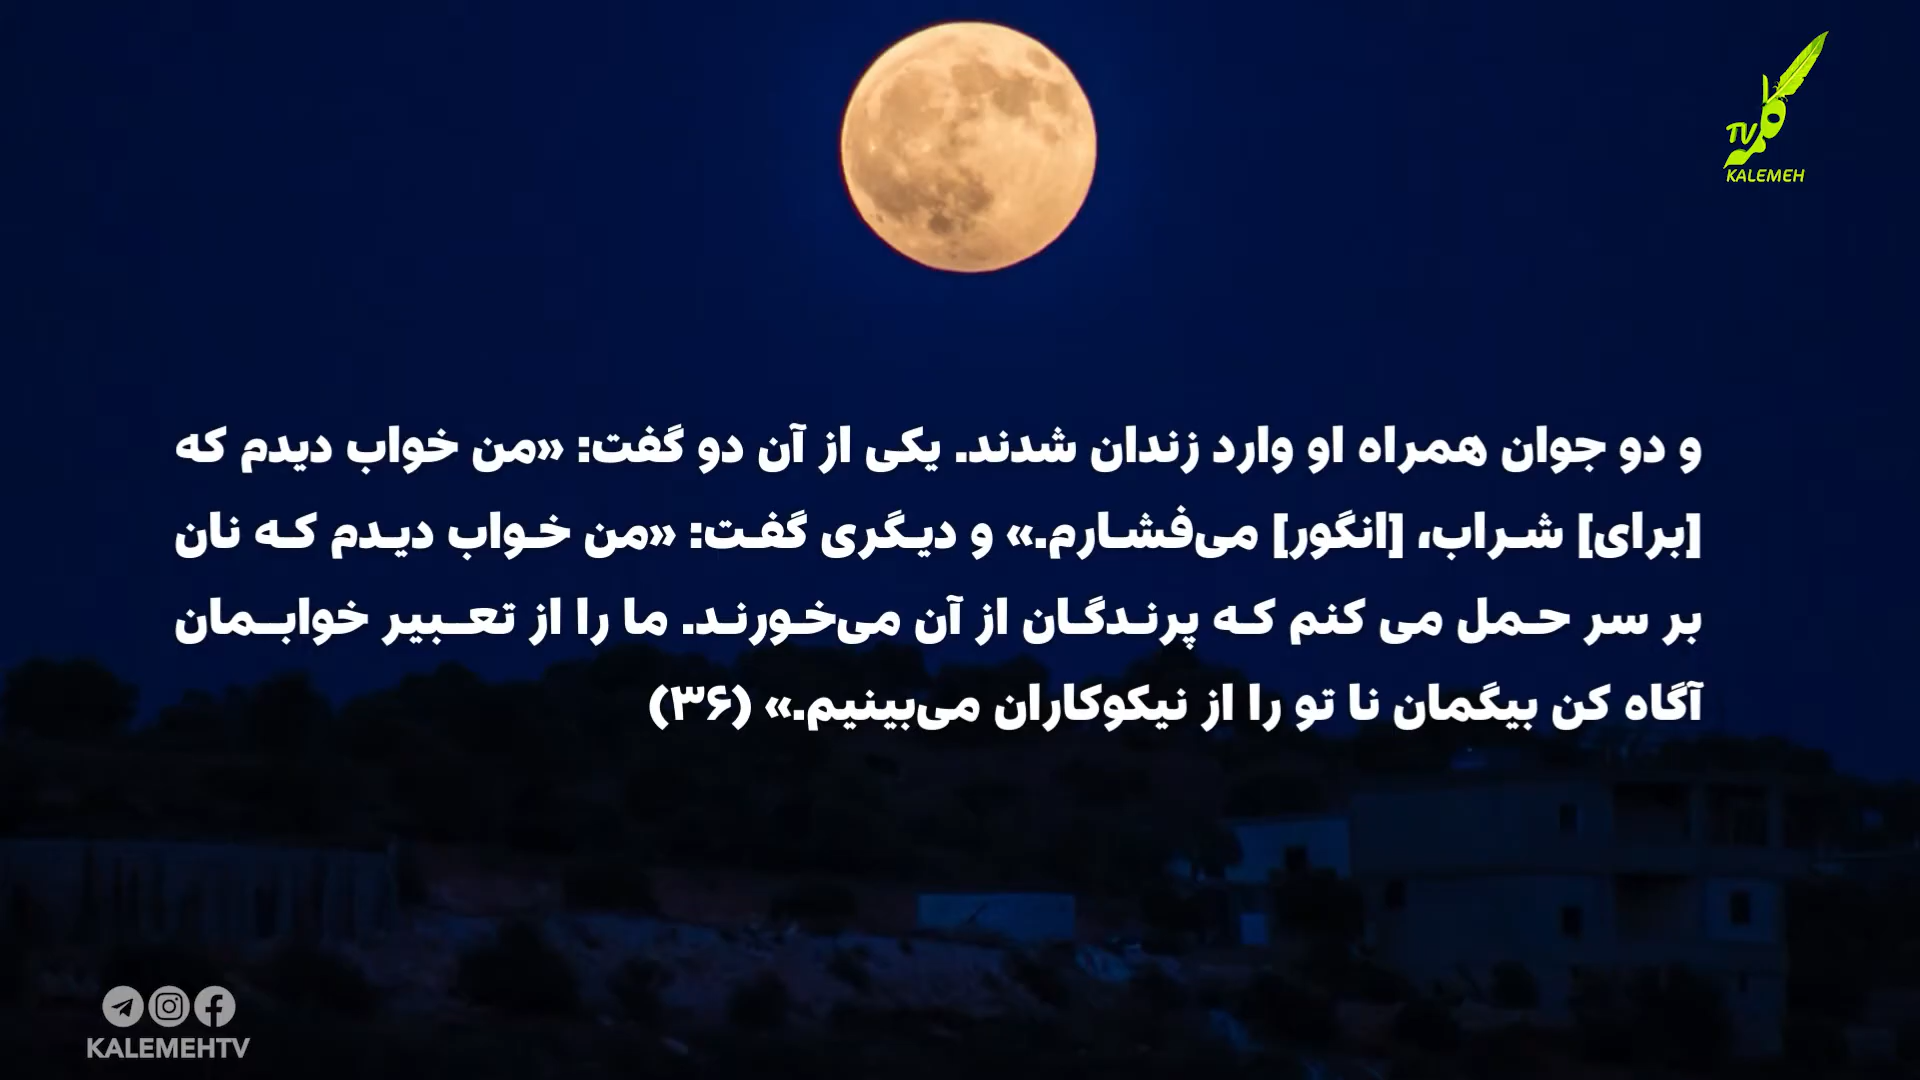 TV
KALEMEH
و دو جوان همراه او وارد زندان شدند. یکی از آن دو گفت: «من خواب دیدم که
[برای] شراب، [انگور] می‌فشارم.» و دیگری گفت: «من خواب دیدم که نان
بر سر حمل می کنم که پرندگان از آن می‌خورند. ما را از تعبیر خوابمان
آگاه کن بیگمان نا تو را از نیکوکاران می‌بینیم.» (۳۶)
KALEMEHTV